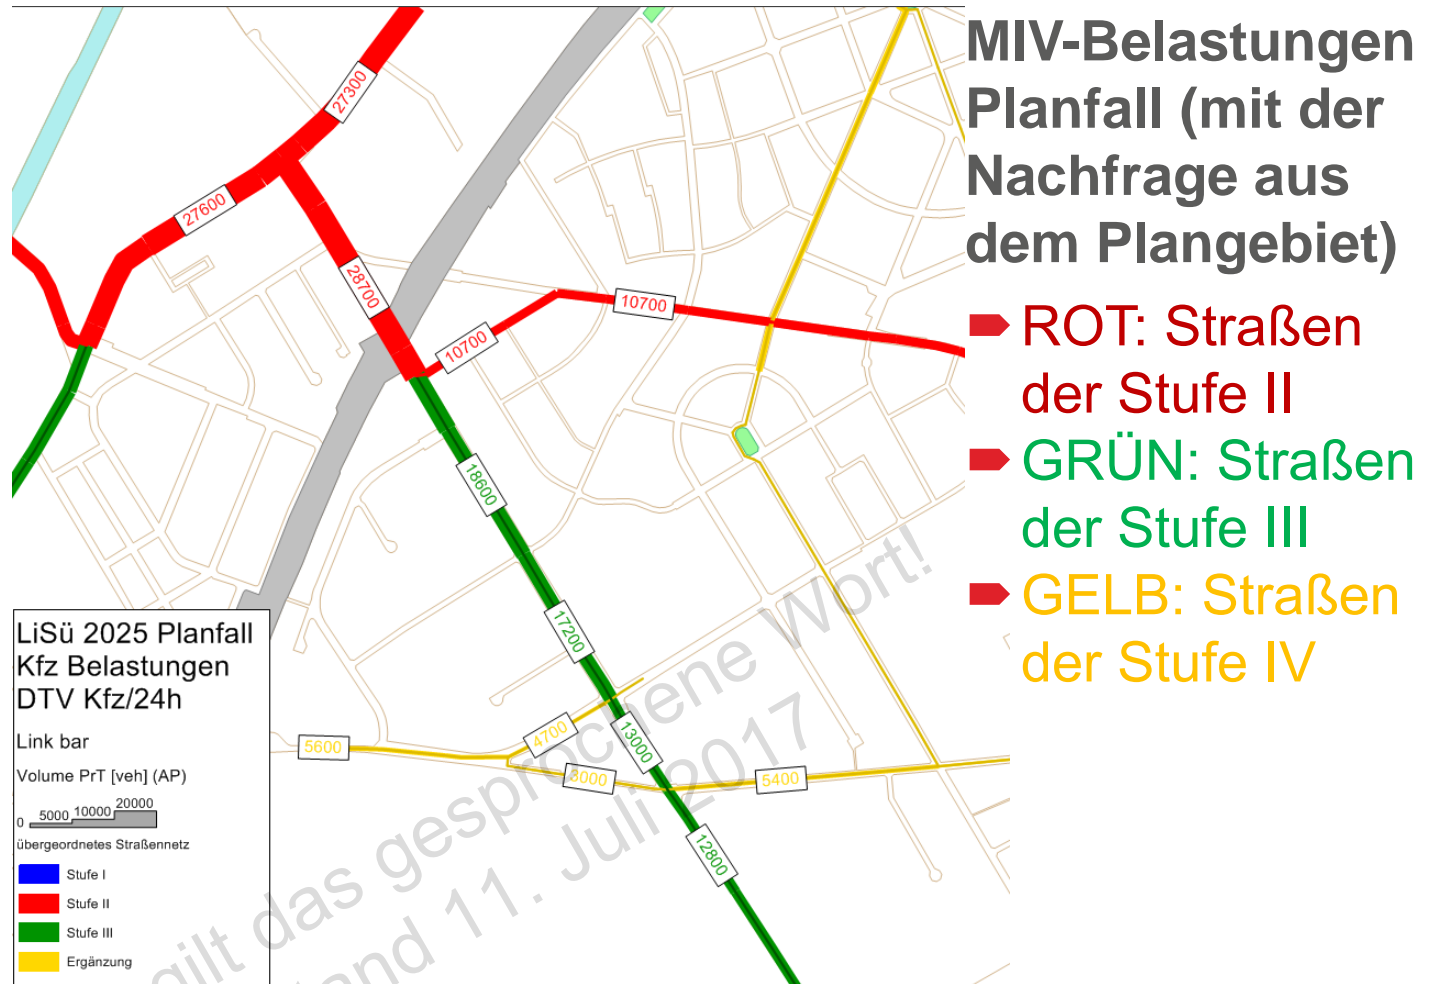 MIV-Belastungen
Planfall (mit der
Nachfrage aus
dem Plangebiet)
ROT: Straßen
der Stufe II
GRÜN: Straßen
der Stufe III
GELB: Straßen
der Stufe IV
27300
27600
28700
10700
10700
18600
17200
13000
4700
5600
3000
5400
12800
LiSü 2025 Planfall
Kfz Belastungen
DTV Kfz/24h
Link bar
Volume PrT [veh] (AP)
0 5000 10000 20000
übergeordnetes Straßennetz
Stufe I
Stufe II
Stufe III
Ergänzung
gilt das gesprochene Wort!
11. Juli 2017